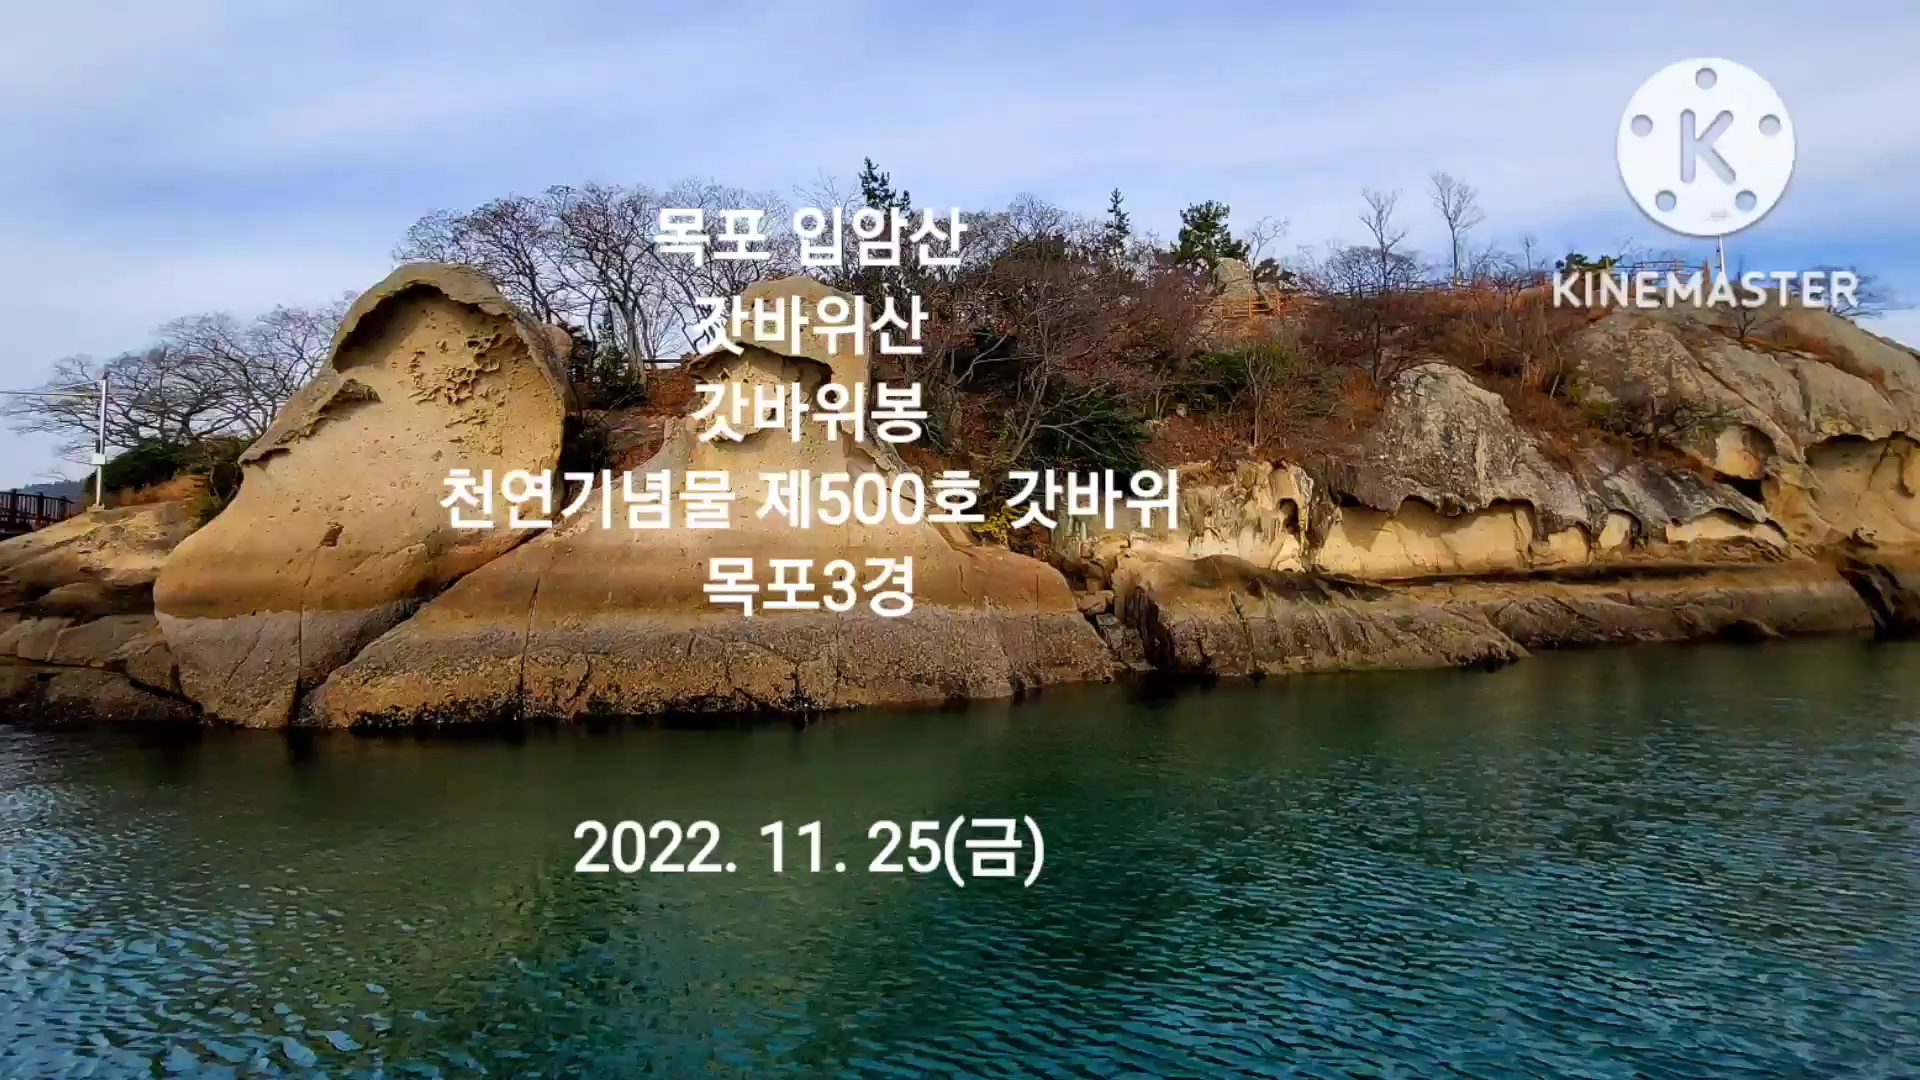 목포 입암산
갓바위산
갓바위봉
천연기념물 제500호 갓바위
목포3경
2022. 11. 25(금)
K
KINEMASTER